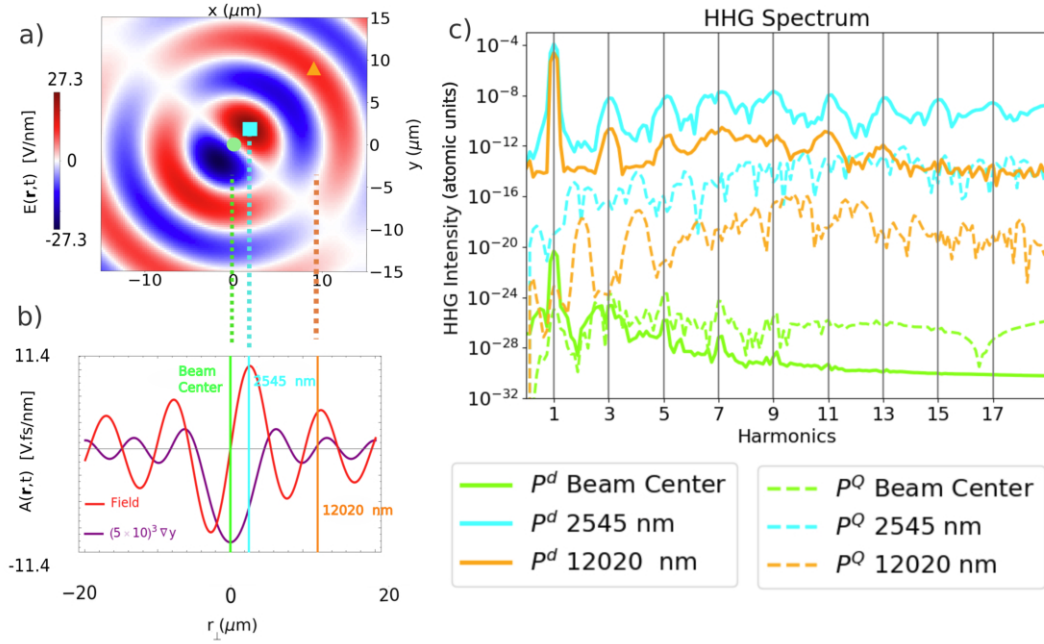 a)
x (μm)
−10 0 10
15
10
5
0
−5
−10
−15
y (μm)
27.3
0
-27.3
E(r,t) [V/nm]
b)
11.4
-11.4
A(r,t) [V.fs/nm]
Beam
Center
2545 nm
12020 nm
Field
(5 × 10)³ ∇ y
−20 0 20
r⊥(μm)
c)
HHG Spectrum
10⁻⁴
10⁻⁸
10⁻¹²
10⁻¹⁶
10⁻²⁰
10⁻²⁴
10⁻²⁸
10⁻³²
HHG Intensity (atomic units)
1 3 5 7 9 11 13 15 17
Harmonics
Pᵈ Beam Center
Pᵈ 2545 nm
Pᵈ 12020 nm
P^Q Beam Center
P^Q 2545 nm
P^Q 12020 nm